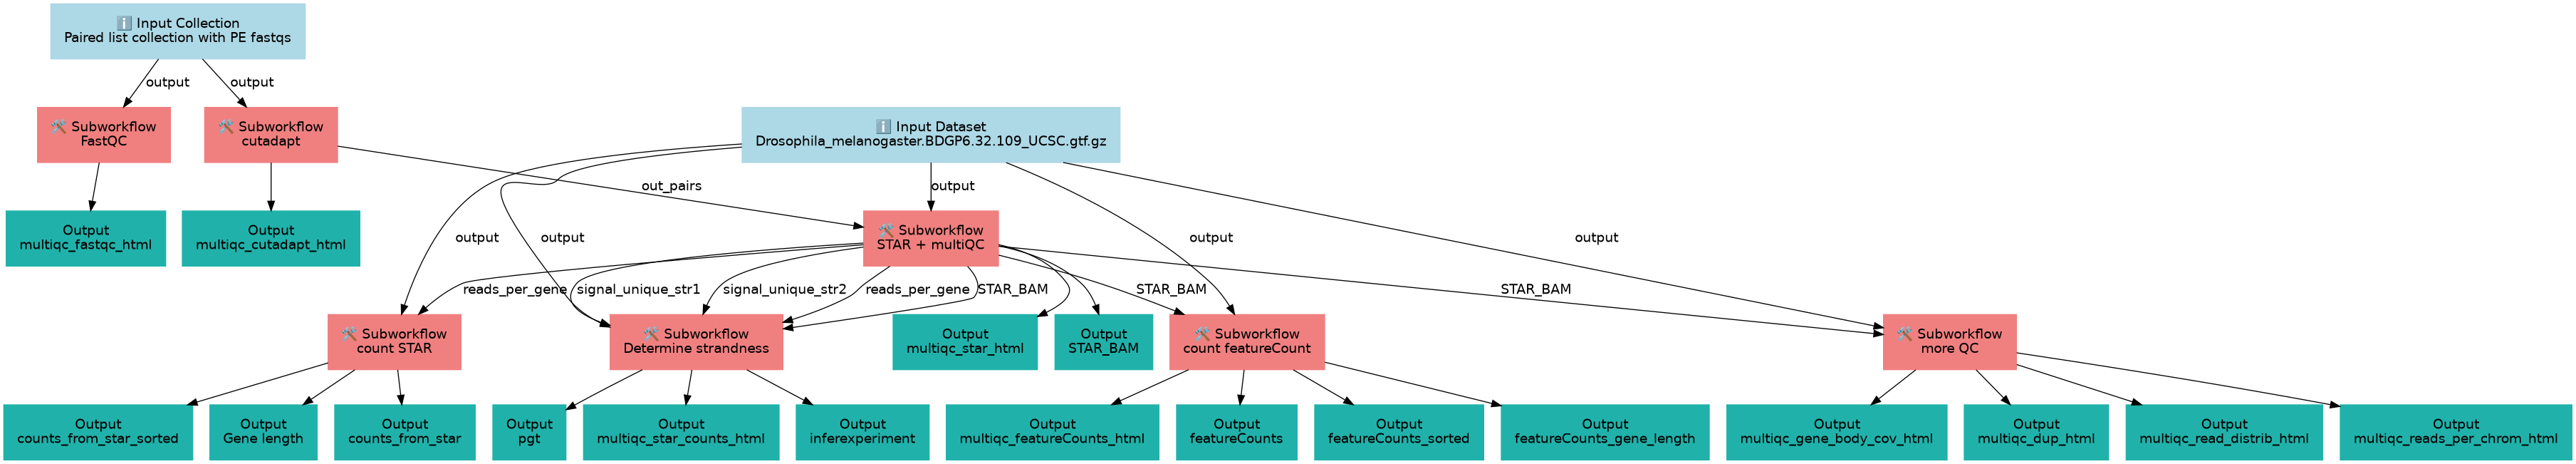 ℹ️ Input Collection
Paired list collection with PE fastqs
output
output
🛠️ Subworkflow
FastQC
🛠️ Subworkflow
cutadapt
ℹ️ Input Dataset
Drosophila_melanogaster.BDGP6.32.109_UCSC.gtf.gz
out_pairs
output
Output
multiqc_fastqc_html
Output
multiqc_cutadapt_html
output
output
🛠️ Subworkflow
STAR + multiQC
output
output
reads_per_gene
signal_unique_str1
signal_unique_str2
reads_per_gene
STAR_BAM
STAR_BAM
STAR_BAM
🛠️ Subworkflow
count STAR
🛠️ Subworkflow
Determine strandness
Output
multiqc_star_html
Output
STAR_BAM
🛠️ Subworkflow
count featureCount
🛠️ Subworkflow
more QC
Output
counts_from_star_sorted
Output
Gene length
Output
counts_from_star
Output
pgt
Output
multiqc_star_counts_html
Output
inferexperiment
Output
multiqc_featureCounts_html
Output
featureCounts
Output
featureCounts_sorted
Output
featureCounts_gene_length
Output
multiqc_gene_body_cov_html
Output
multiqc_dup_html
Output
multiqc_read_distrib_html
Output
multiqc_reads_per_chrom_html